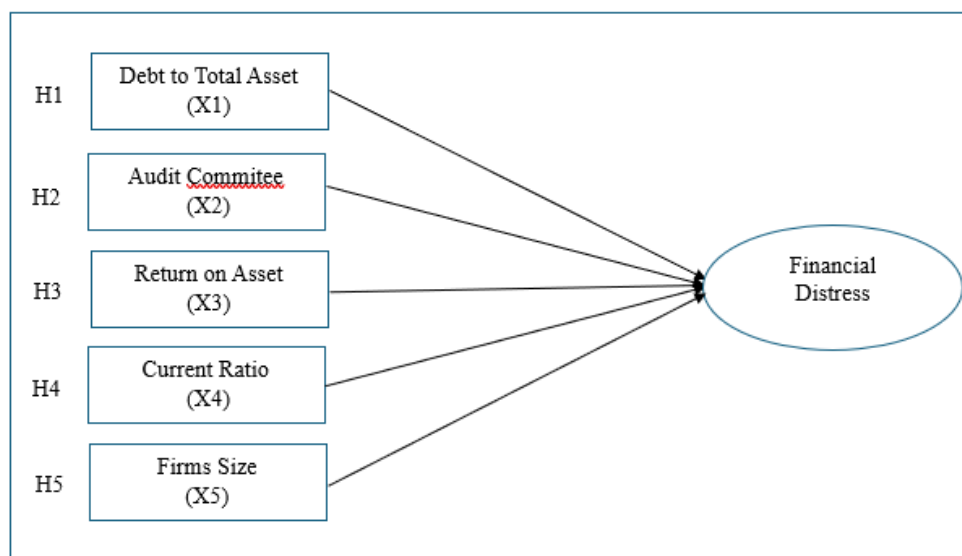 H1
Debt to Total Asset
(X1)
H2
Audit Commitee
(X2)
H3
Return on Asset
(X3)
H4
Current Ratio
(X4)
H5
Firms Size
(X5)
Financial
Distress